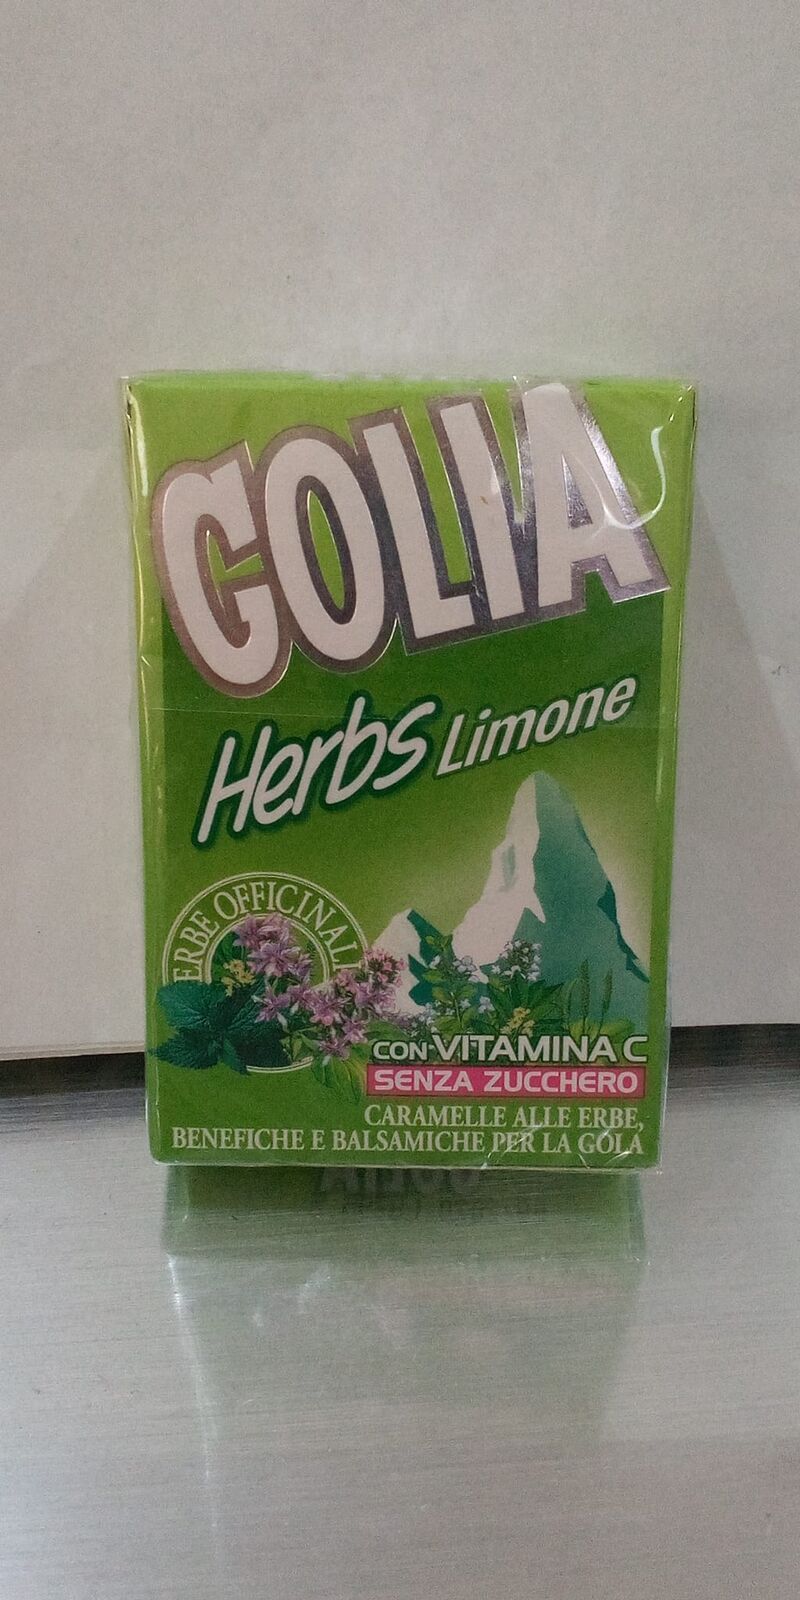 GOLIA
Herbs Limone
ERBE OFFICINALI
CON VITAMINA C
SENZA ZUCCHERO
CARAMELLE ALLE ERBE,
BENEFICHE E BALSAMICHE PER LA GOLA